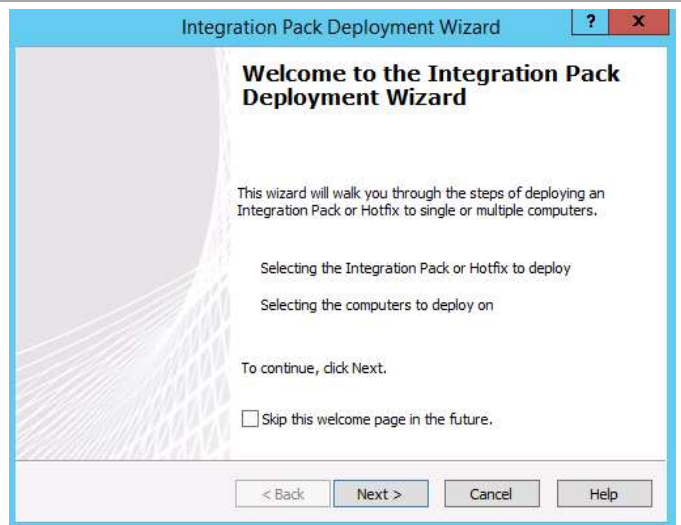 Integration Pack Deployment Wizard
?
x
Welcome to the Integration Pack
Deployment Wizard
This wizard will walk you through the steps of deploying an
Integration Pack or Hotfix to single or multiple computers.
Selecting the Integration Pack or Hotfix to deploy
Selecting the computers to deploy on
To continue, click Next.
Skip this welcome page in the future.
< Back Next > Cancel Help